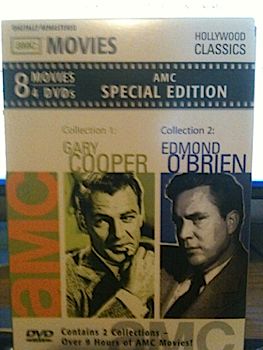 DIGITALLY REMASTERED
amc MOVIES
HOLLYWOOD
CLASSICS
8 MOVIES
4 DVDs
AMC
SPECIAL EDITION
Collection 1:
GARY
COOPER
Collection 2:
EDMOND
O'BRIEN
amc
DVD
Contains 2 Collections –
Over 9 Hours of AMC Movies!
MC